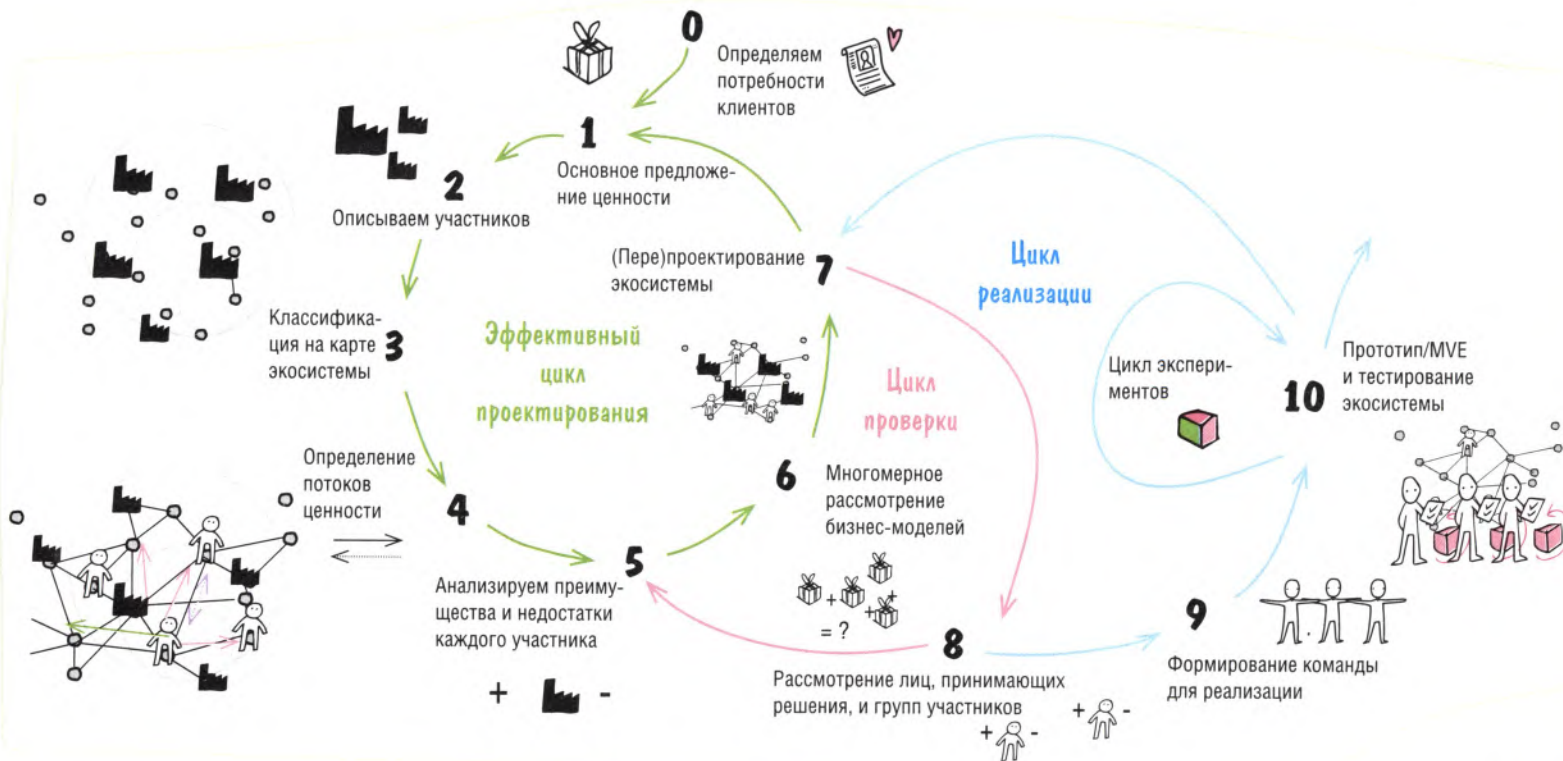 0
Определяем
потребности
клиентов
1
Основное предложе-
ние ценности
2
Описываем участников
Классифика-
ция на карте
экосистемы
3
Определение
потоков
ценности
4
Анализируем преиму-
щества и недостатки
каждого участника
5
+ -
6
Многомерное
рассмотрение
бизнес-моделей
+ + +
= ?
(Пере)проектирование
экосистемы
7
Эффективный
цикл
проектирования
Цикл
проверки
Цикл
реализации
8
Рассмотрение лиц, принимающих
решения, и групп участников
+ - + -
9
Формирование команды
для реализации
Цикл экспери-
ментов
10
Прототип/MVE
и тестирование
экосистемы